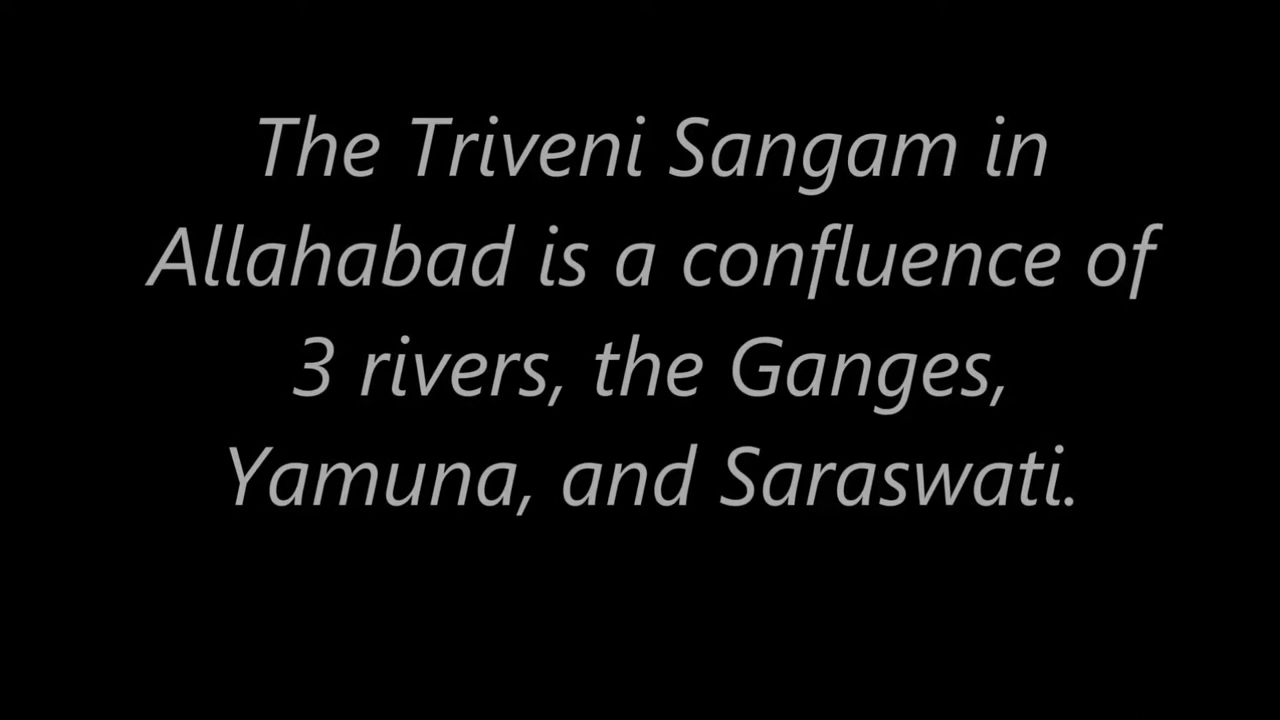 The Triveni Sangam in
Allahabad is a confluence of
3 rivers, the Ganges,
Yamuna, and Saraswati.